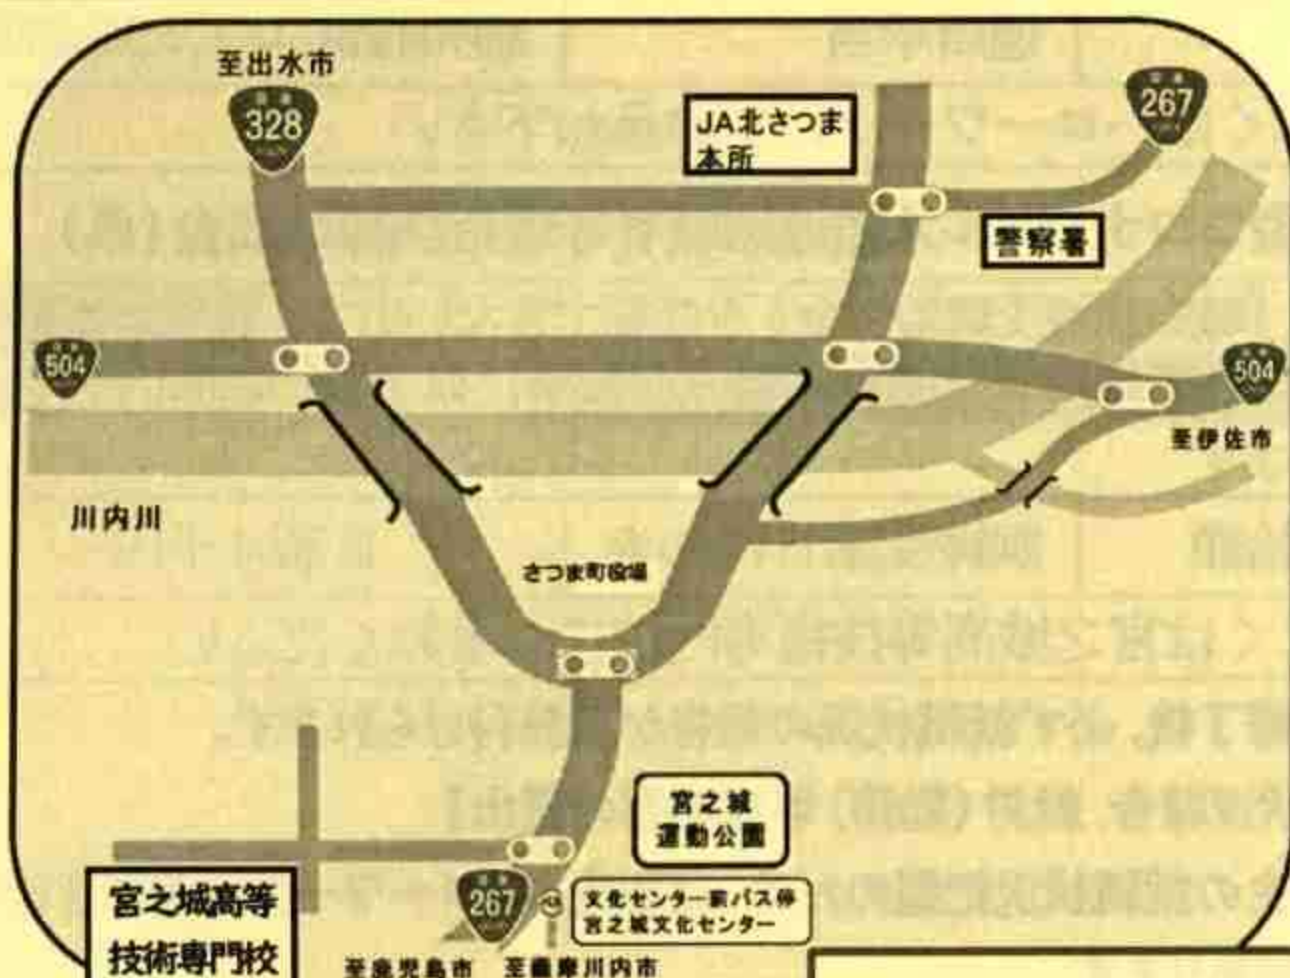 至出水市
328
JA北さつま
本所
267
警察署
504
504
至伊佐市
川内川
さつま町役場
宮之城
運動公園
宮之城高等
技術専門校
267
文化センター前バス停
宮之城文化センター
至鹿児島市 至薩摩川内市